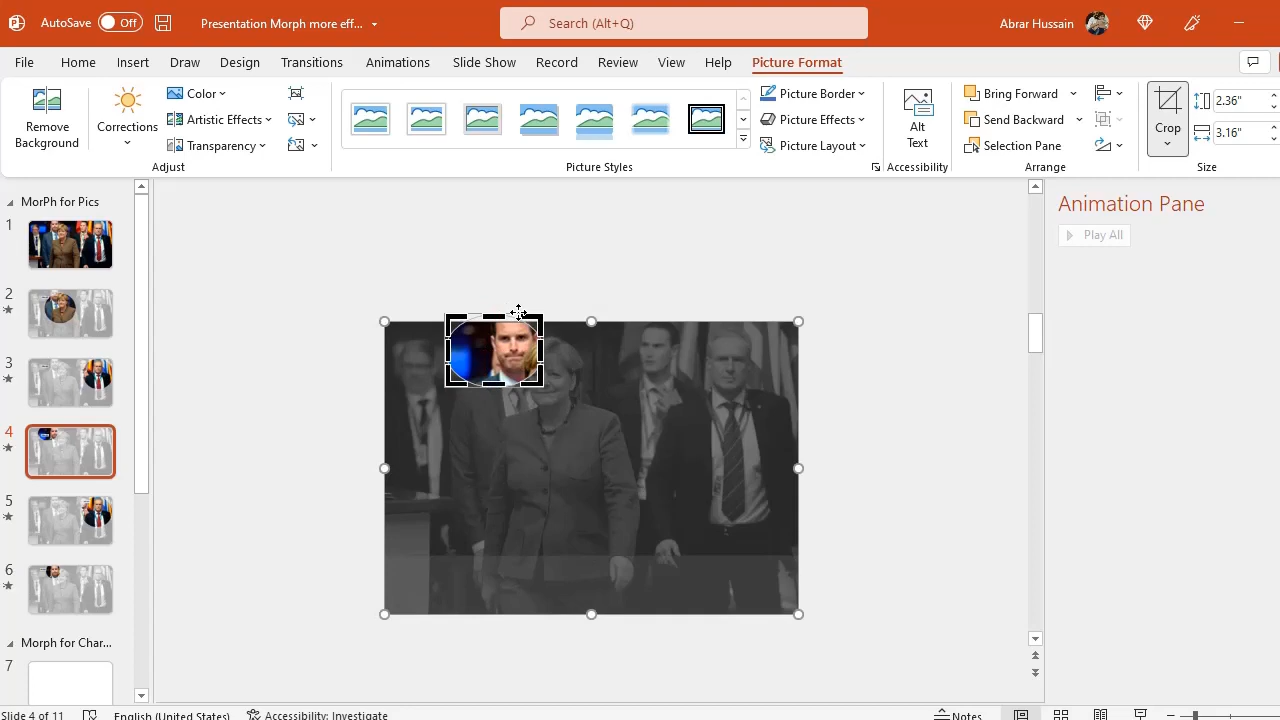 AutoSave Off Presentation Morph more eff... Search (Alt+Q) Abrar Hussain
File Home Insert Draw Design Transitions Animations Slide Show Record Review View Help Picture Format
Remove Background
Corrections
Color
Artistic Effects
Transparency
Adjust
Picture Border
Picture Effects
Picture Layout
Picture Styles
Alt Text
Accessibility
Bring Forward
Send Backward
Selection Pane
Arrange
Crop
2.36"
3.16"
Size
MorPh for Pics
1
2
3
4
5
6
Morph for Char...
7
Animation Pane
Play All
Slide 4 of 11 English (United States) Accessibility: Investigate Notes